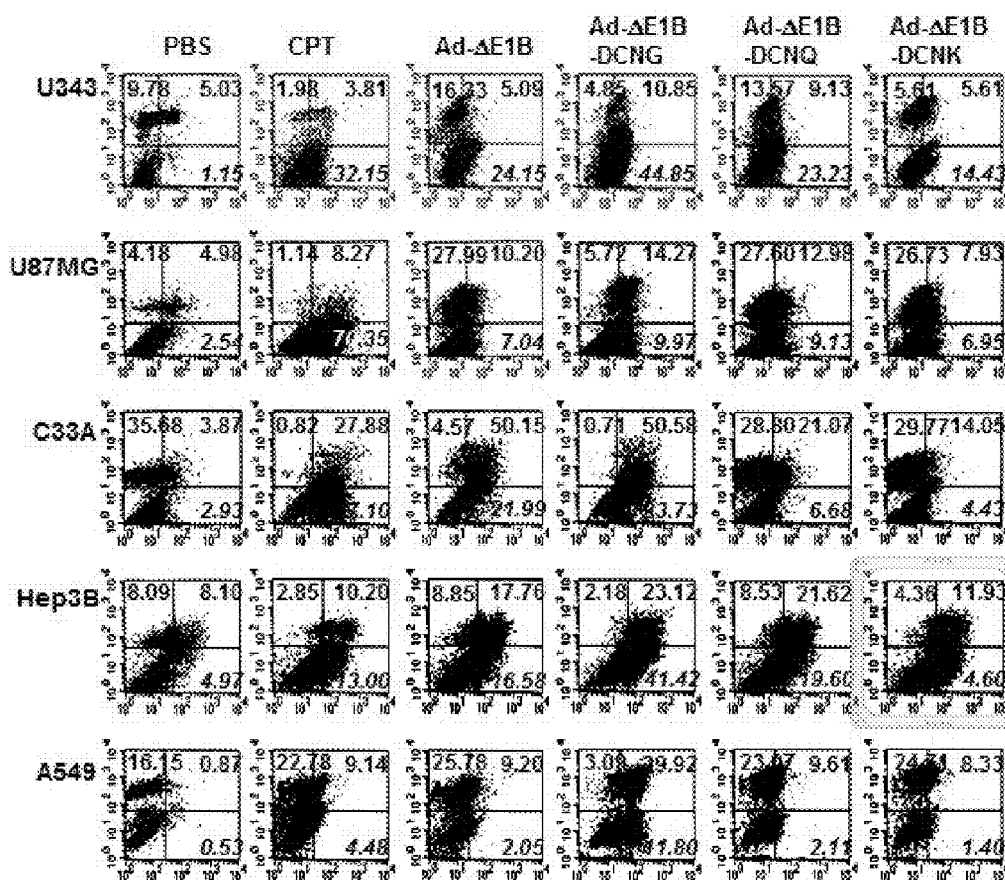 PBS CPT Ad-ΔE1B Ad-ΔE1B -DCNG Ad-ΔE1B -DCNQ Ad-ΔE1B -DCNK
U343
9.78 5.03 1.98 3.81 16.23 5.09 4.85 10.85 13.57 9.13 5.61 5.61
1.15 32.15 24.15 44.85 23.23 14.43
U87MG
4.18 4.98 1.14 8.27 27.99 10.20 5.72 14.27 27.60 12.98 26.73 7.93
2.54 7.04 9.97 9.13 6.95
C33A
35.68 3.87 0.82 27.88 4.57 50.15 0.71 50.58 28.80 21.07 29.77 14.05
2.93 21.99 6.68 4.43
Hep3B
8.09 8.10 2.85 10.20 8.85 17.76 2.18 23.12 8.53 21.62 4.36 11.93
4.97 13.00 16.58 41.42 19.60 4.60
A549
16.15 0.87 22.78 9.14 25.78 9.20 9.61 8.33
0.53 4.48 2.05 2.11 1.40